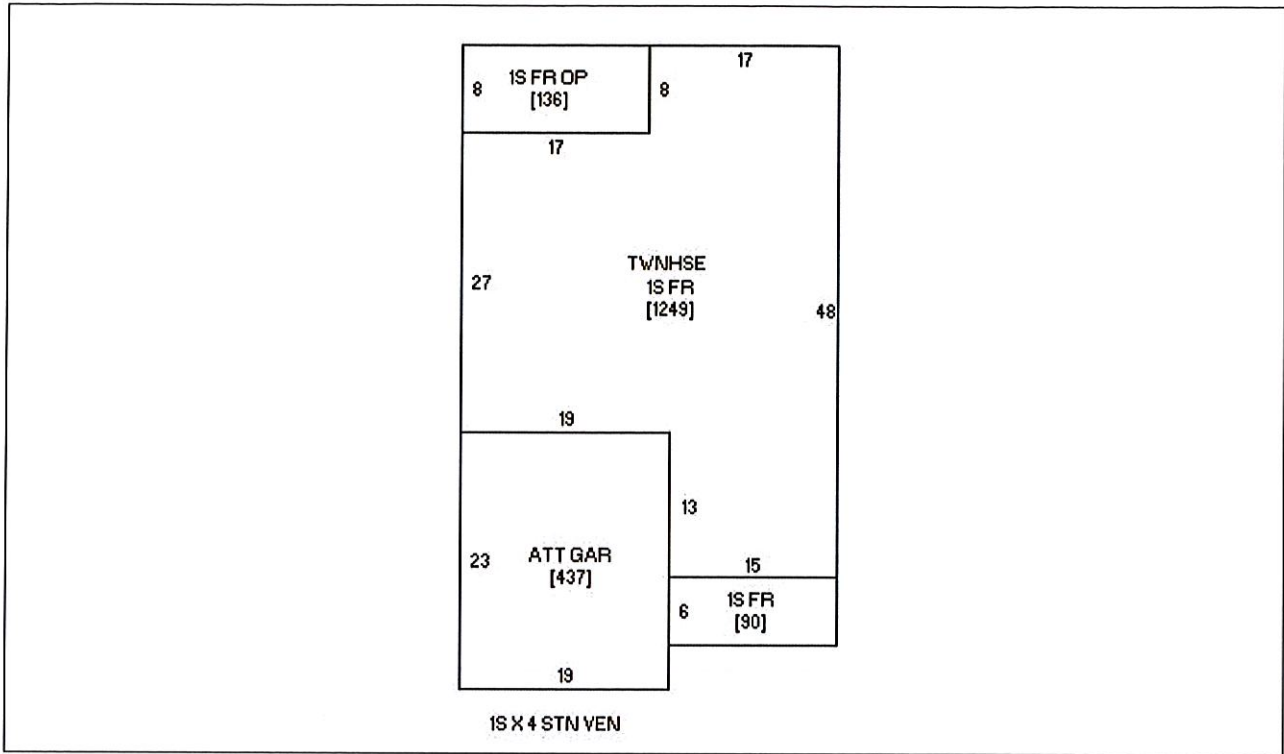 17
8
1S FR OP
[136]
8
17
TWNHSE
1S FR
[1249]
27
48
19
13
23
ATT GAR
[437]
15
6
1S FR
[90]
19
1S X 4 STN VEN